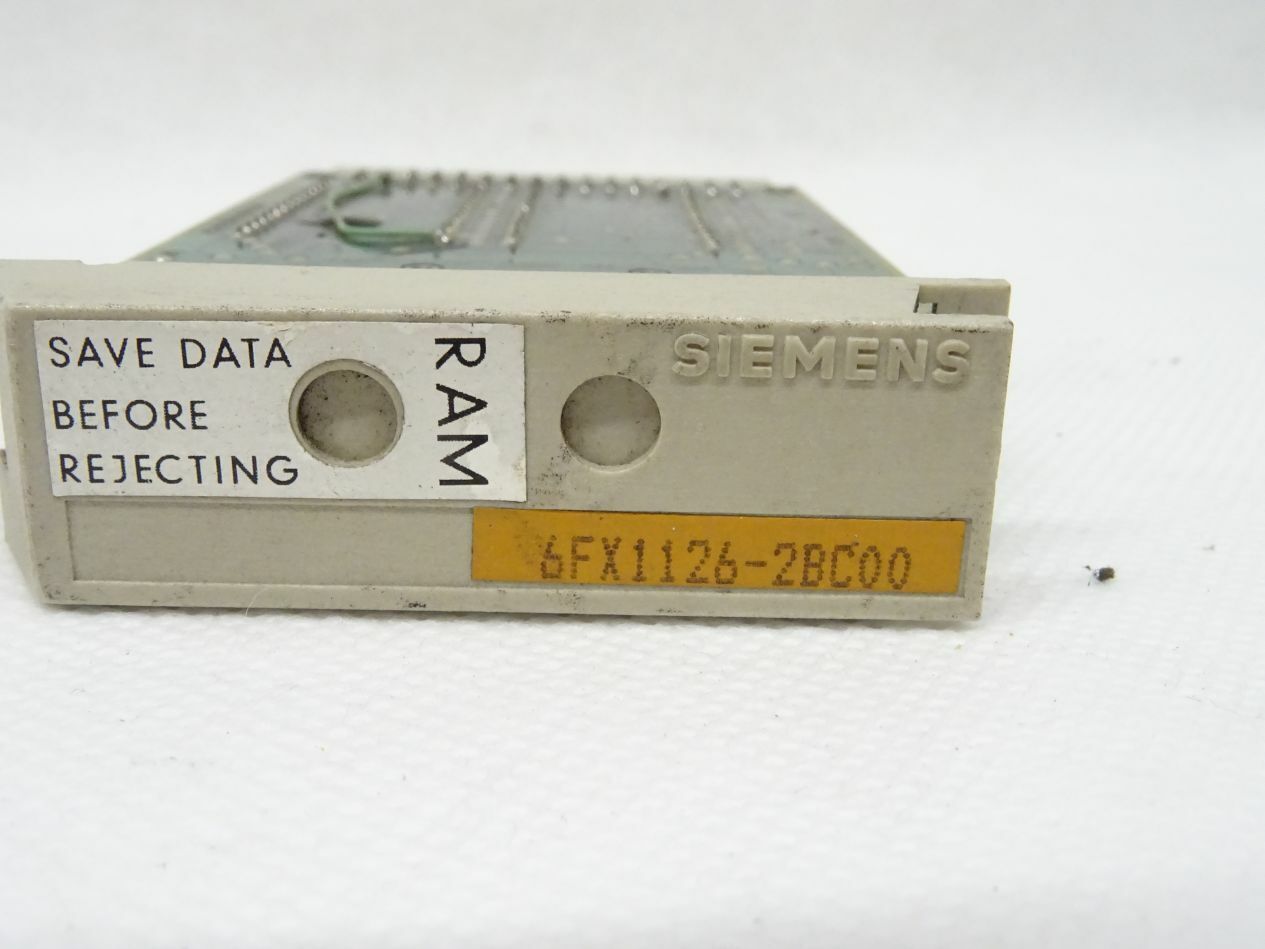 SAVE DATA
BEFORE
REJECTING
RAM
SIEMENS
6FX1126-2BC00